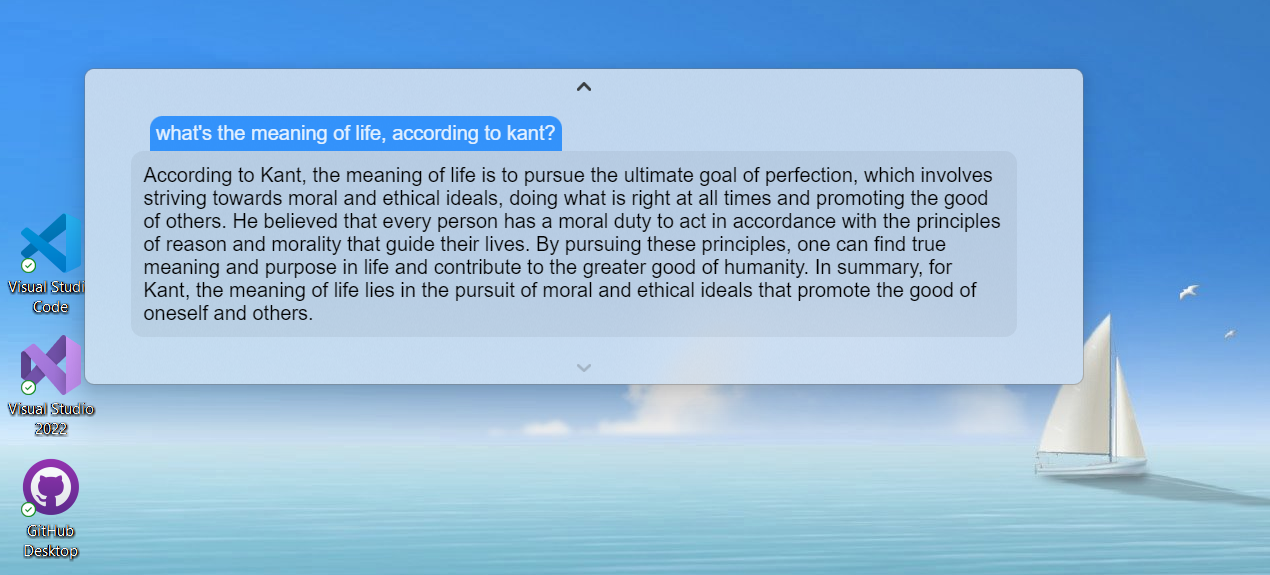 what's the meaning of life, according to kant?
According to Kant, the meaning of life is to pursue the ultimate goal of perfection, which involves
striving towards moral and ethical ideals, doing what is right at all times and promoting the good
of others. He believed that every person has a moral duty to act in accordance with the principles
of reason and morality that guide their lives. By pursuing these principles, one can find true
meaning and purpose in life and contribute to the greater good of humanity. In summary, for
Kant, the meaning of life lies in the pursuit of moral and ethical ideals that promote the good of
oneself and others.
Visual Studi
Code
Visual Studio
2022
GitHub
Desktop